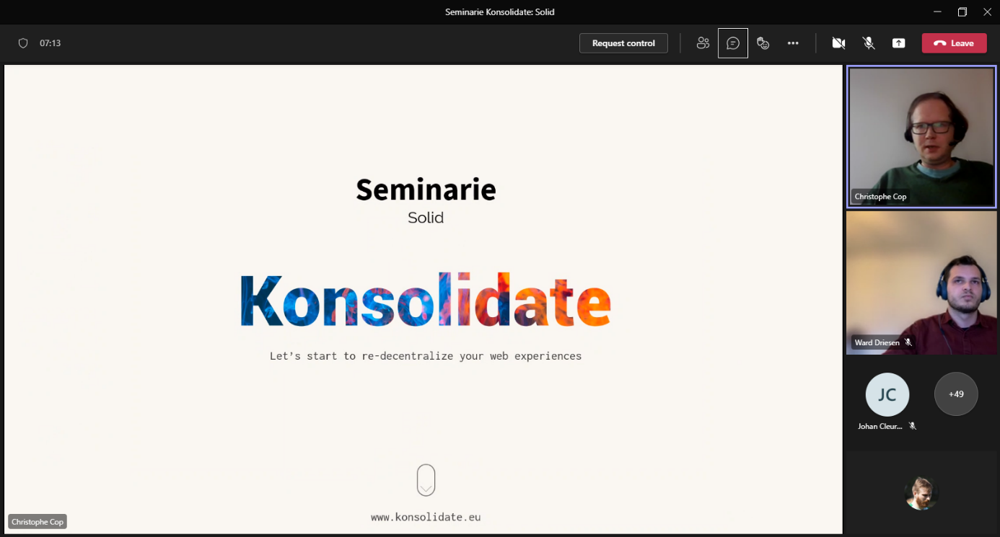 Seminarie Konsolidate: Solid
07:13
Request control
Leave
Seminarie
Solid
Konsolidate
Let's start to re-decentralize your web experiences
www.konsolidate.eu
Christophe Cop
Christophe Cop
Ward Driesen
JC
+49
Johan Cleur...